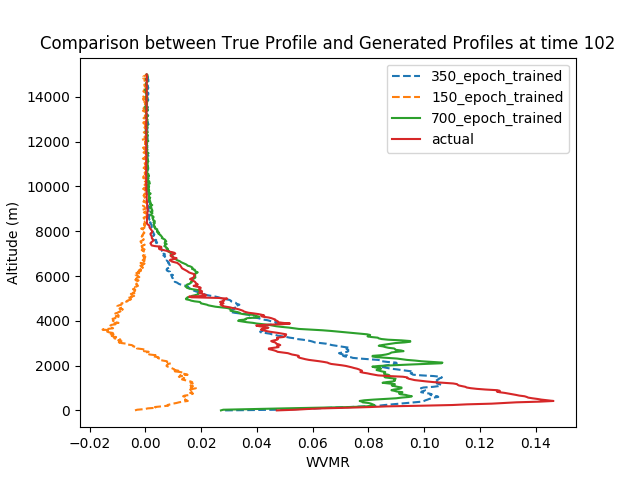 Comparison between True Profile and Generated Profiles at time 102
350_epoch_trained
150_epoch_trained
700_epoch_trained
actual
Altitude (m)
14000
12000
10000
8000
6000
4000
2000
0
−0.02 0.00 0.02 0.04 0.06 0.08 0.10 0.12 0.14
WVMR